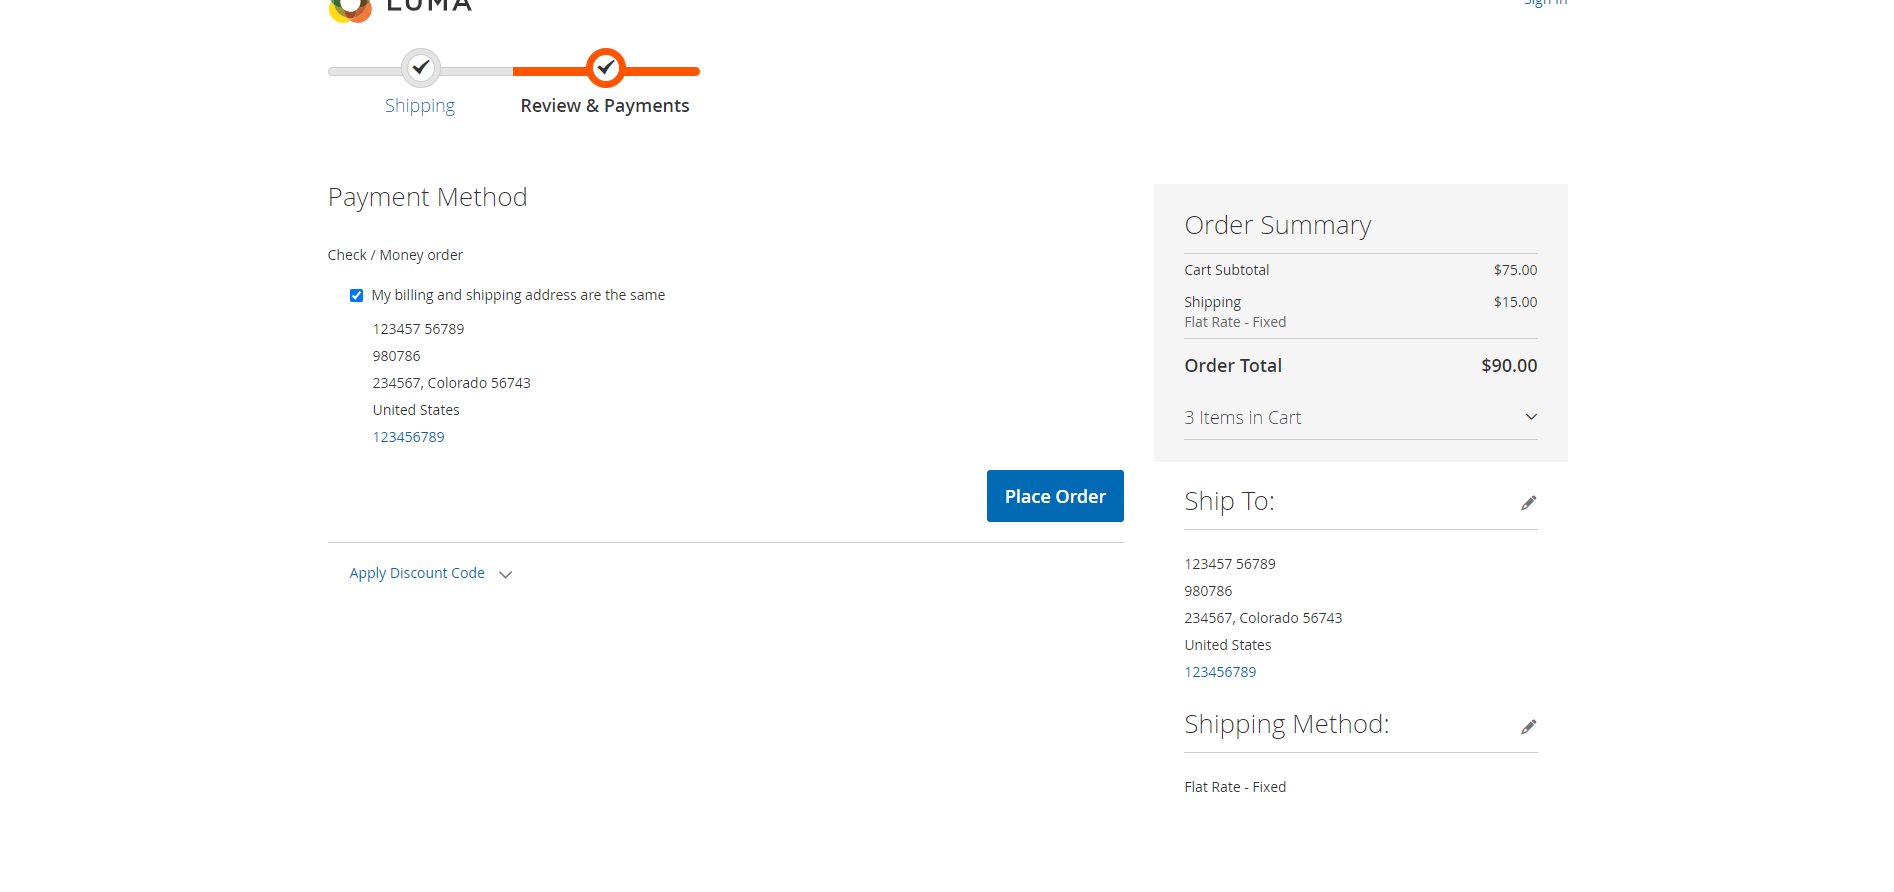 LUMA
Sign In
Shipping
Review & Payments
Payment Method
Check / Money order
My billing and shipping address are the same
123457 56789
980786
234567, Colorado 56743
United States
123456789
Place Order
Apply Discount Code
Order Summary
Cart Subtotal $75.00
Shipping $15.00
Flat Rate - Fixed
Order Total $90.00
3 Items in Cart
Ship To:
123457 56789
980786
234567, Colorado 56743
United States
123456789
Shipping Method:
Flat Rate - Fixed